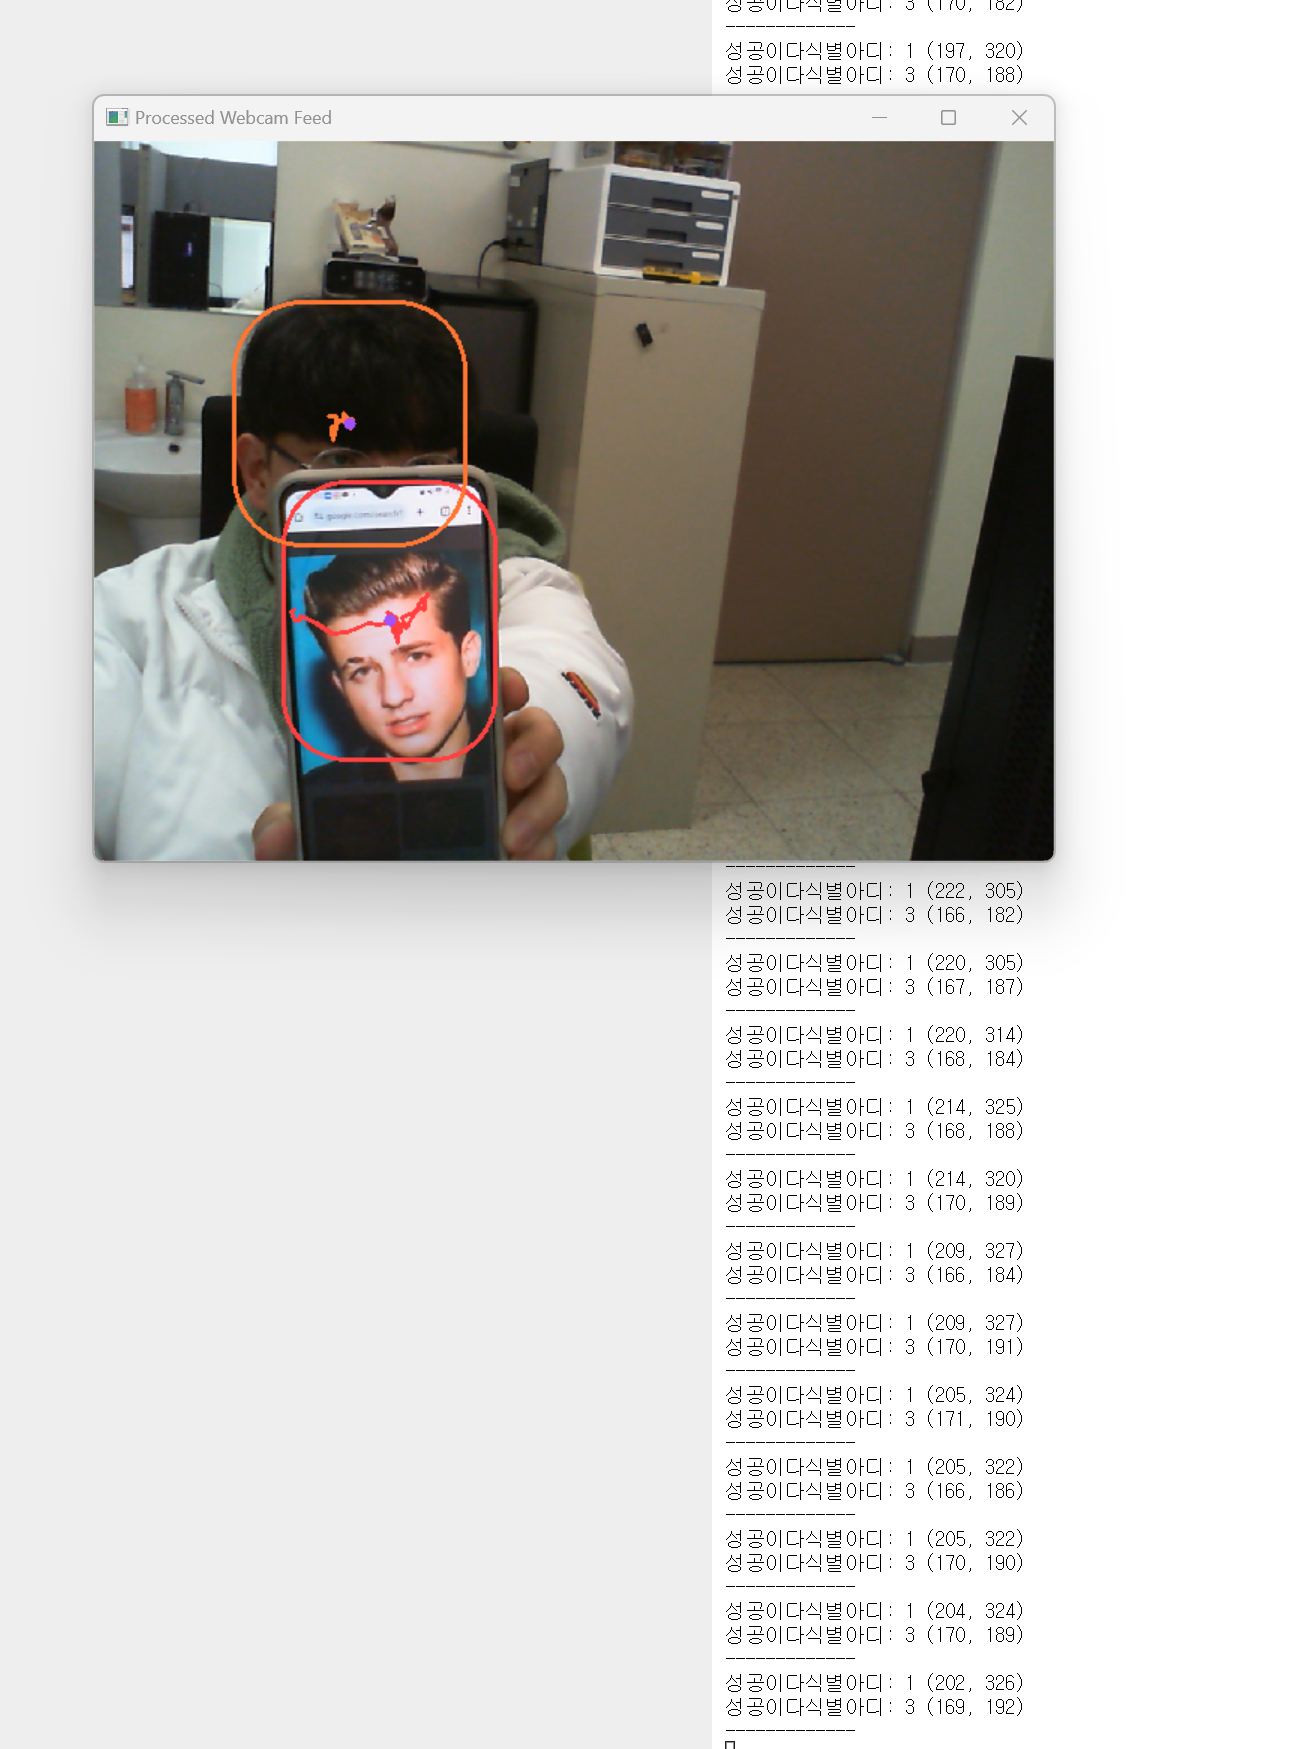 성공이다식별아디: 3 (170, 182)
-------------
성공이다식별아디: 1 (197, 320)
성공이다식별아디: 3 (170, 188)
Processed Webcam Feed
-------------
성공이다식별아디: 1 (222, 305)
성공이다식별아디: 3 (166, 182)
-------------
성공이다식별아디: 1 (220, 305)
성공이다식별아디: 3 (167, 187)
-------------
성공이다식별아디: 1 (220, 314)
성공이다식별아디: 3 (168, 184)
-------------
성공이다식별아디: 1 (214, 325)
성공이다식별아디: 3 (168, 188)
-------------
성공이다식별아디: 1 (214, 320)
성공이다식별아디: 3 (170, 189)
-------------
성공이다식별아디: 1 (209, 327)
성공이다식별아디: 3 (166, 184)
-------------
성공이다식별아디: 1 (209, 327)
성공이다식별아디: 3 (170, 191)
-------------
성공이다식별아디: 1 (205, 324)
성공이다식별아디: 3 (171, 190)
-------------
성공이다식별아디: 1 (205, 322)
성공이다식별아디: 3 (166, 186)
-------------
성공이다식별아디: 1 (205, 322)
성공이다식별아디: 3 (170, 190)
-------------
성공이다식별아디: 1 (204, 324)
성공이다식별아디: 3 (170, 189)
-------------
성공이다식별아디: 1 (202, 326)
성공이다식별아디: 3 (169, 192)
-------------